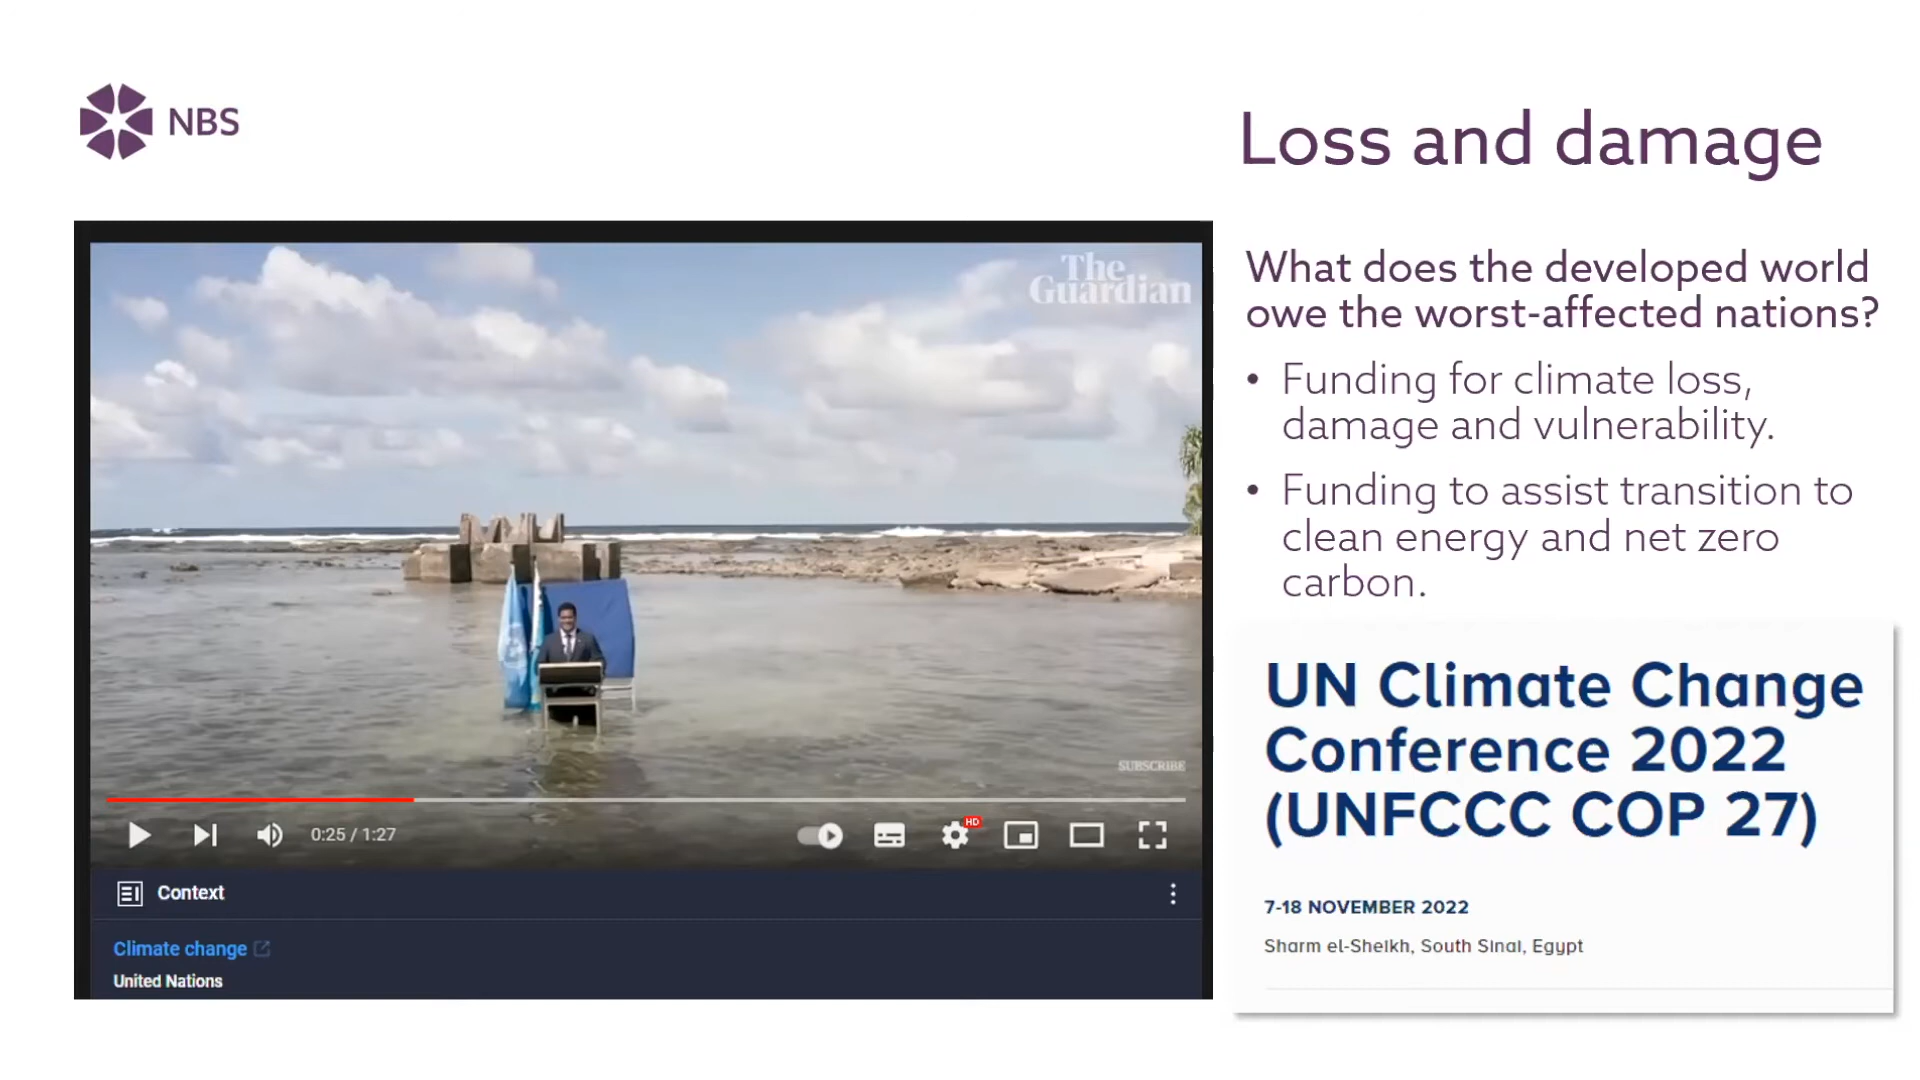 NBS
Loss and damage
The
Guardian
SUBSCRIBE
0:25 / 1:27
HD
Context
Climate change
United Nations
What does the developed world
owe the worst-affected nations?
• Funding for climate loss,
damage and vulnerability.
• Funding to assist transition to
clean energy and net zero
carbon.
UN Climate Change
Conference 2022
(UNFCCC COP 27)
7-18 NOVEMBER 2022
Sharm el-Sheikh, South Sinai, Egypt